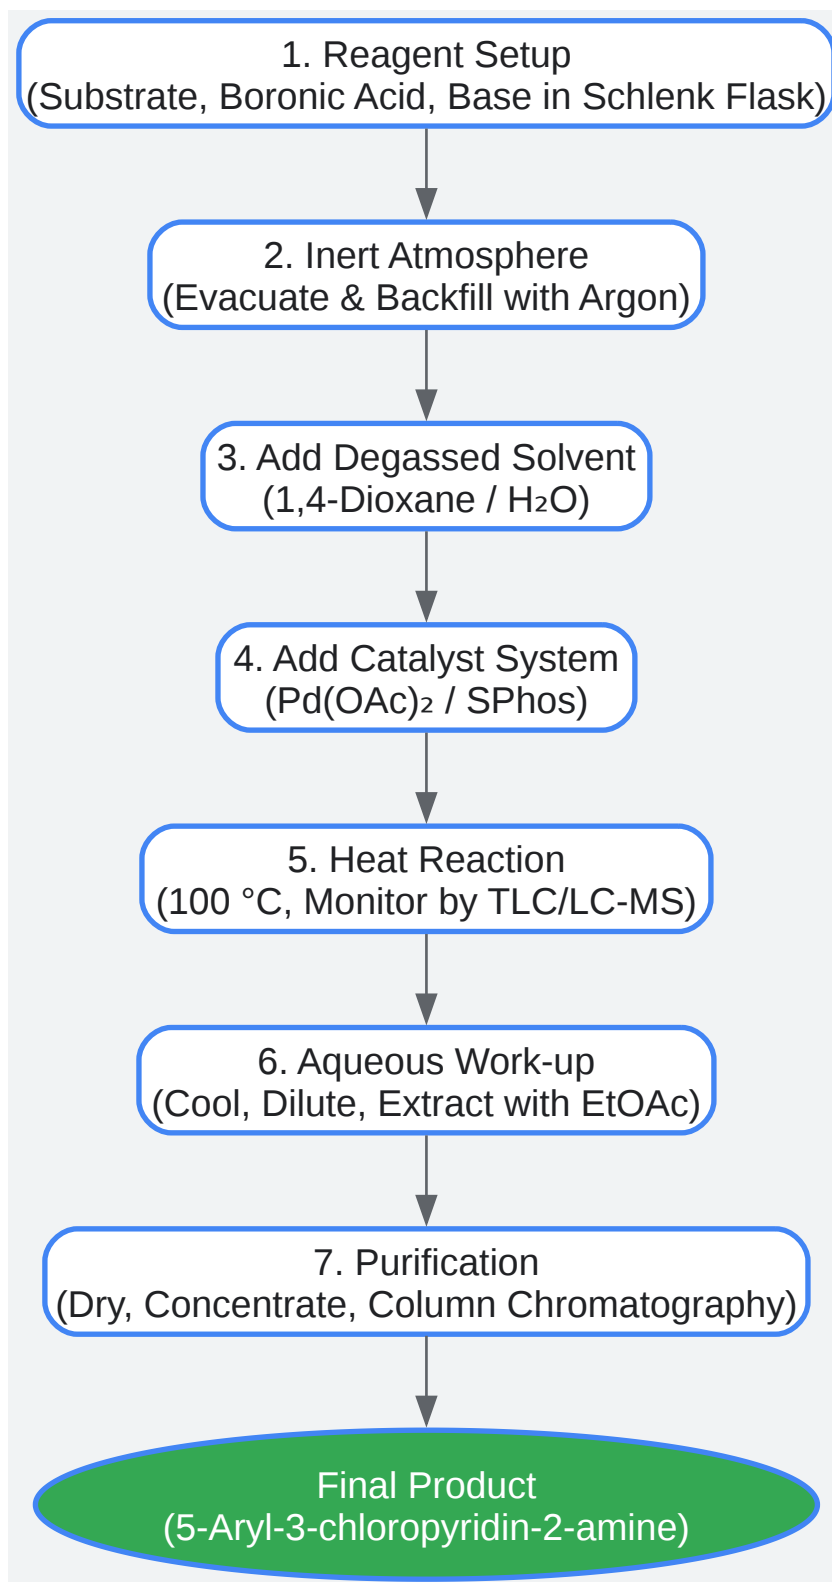 1. Reagent Setup
(Substrate, Boronic Acid, Base in Schlenk Flask)
2. Inert Atmosphere
(Evacuate & Backfill with Argon)
3. Add Degassed Solvent
(1,4-Dioxane / H₂O)
4. Add Catalyst System
(Pd(OAc)₂ / SPhos)
5. Heat Reaction
(100 °C, Monitor by TLC/LC-MS)
6. Aqueous Work-up
(Cool, Dilute, Extract with EtOAc)
7. Purification
(Dry, Concentrate, Column Chromatography)
Final Product
(5-Aryl-3-chloropyridin-2-amine)